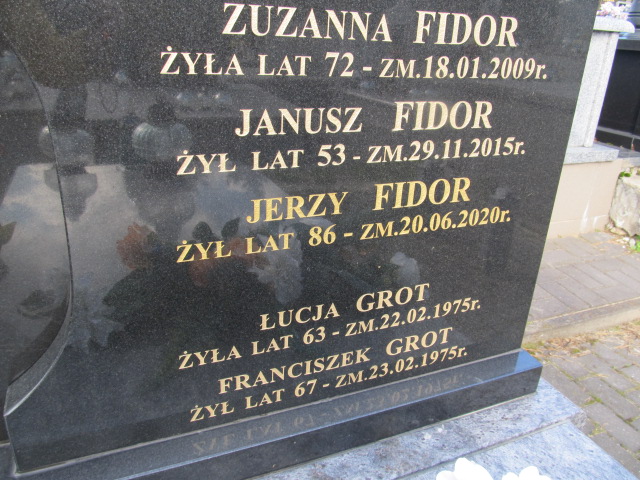 ZUZANNA FIDOR
ŻYŁA LAT 72 - ZM.18.01.2009r.
JANUSZ FIDOR
ŻYŁ LAT 53 - ZM.29.11.2015r.
JERZY FIDOR
ŻYŁ LAT 86 - ZM.20.06.2020r.
ŁUCJA GROT
ŻYŁA LAT 63 - ZM.22.02.1975r.
FRANCISZEK GROT
ŻYŁ LAT 67 - ZM.23.02.1975r.